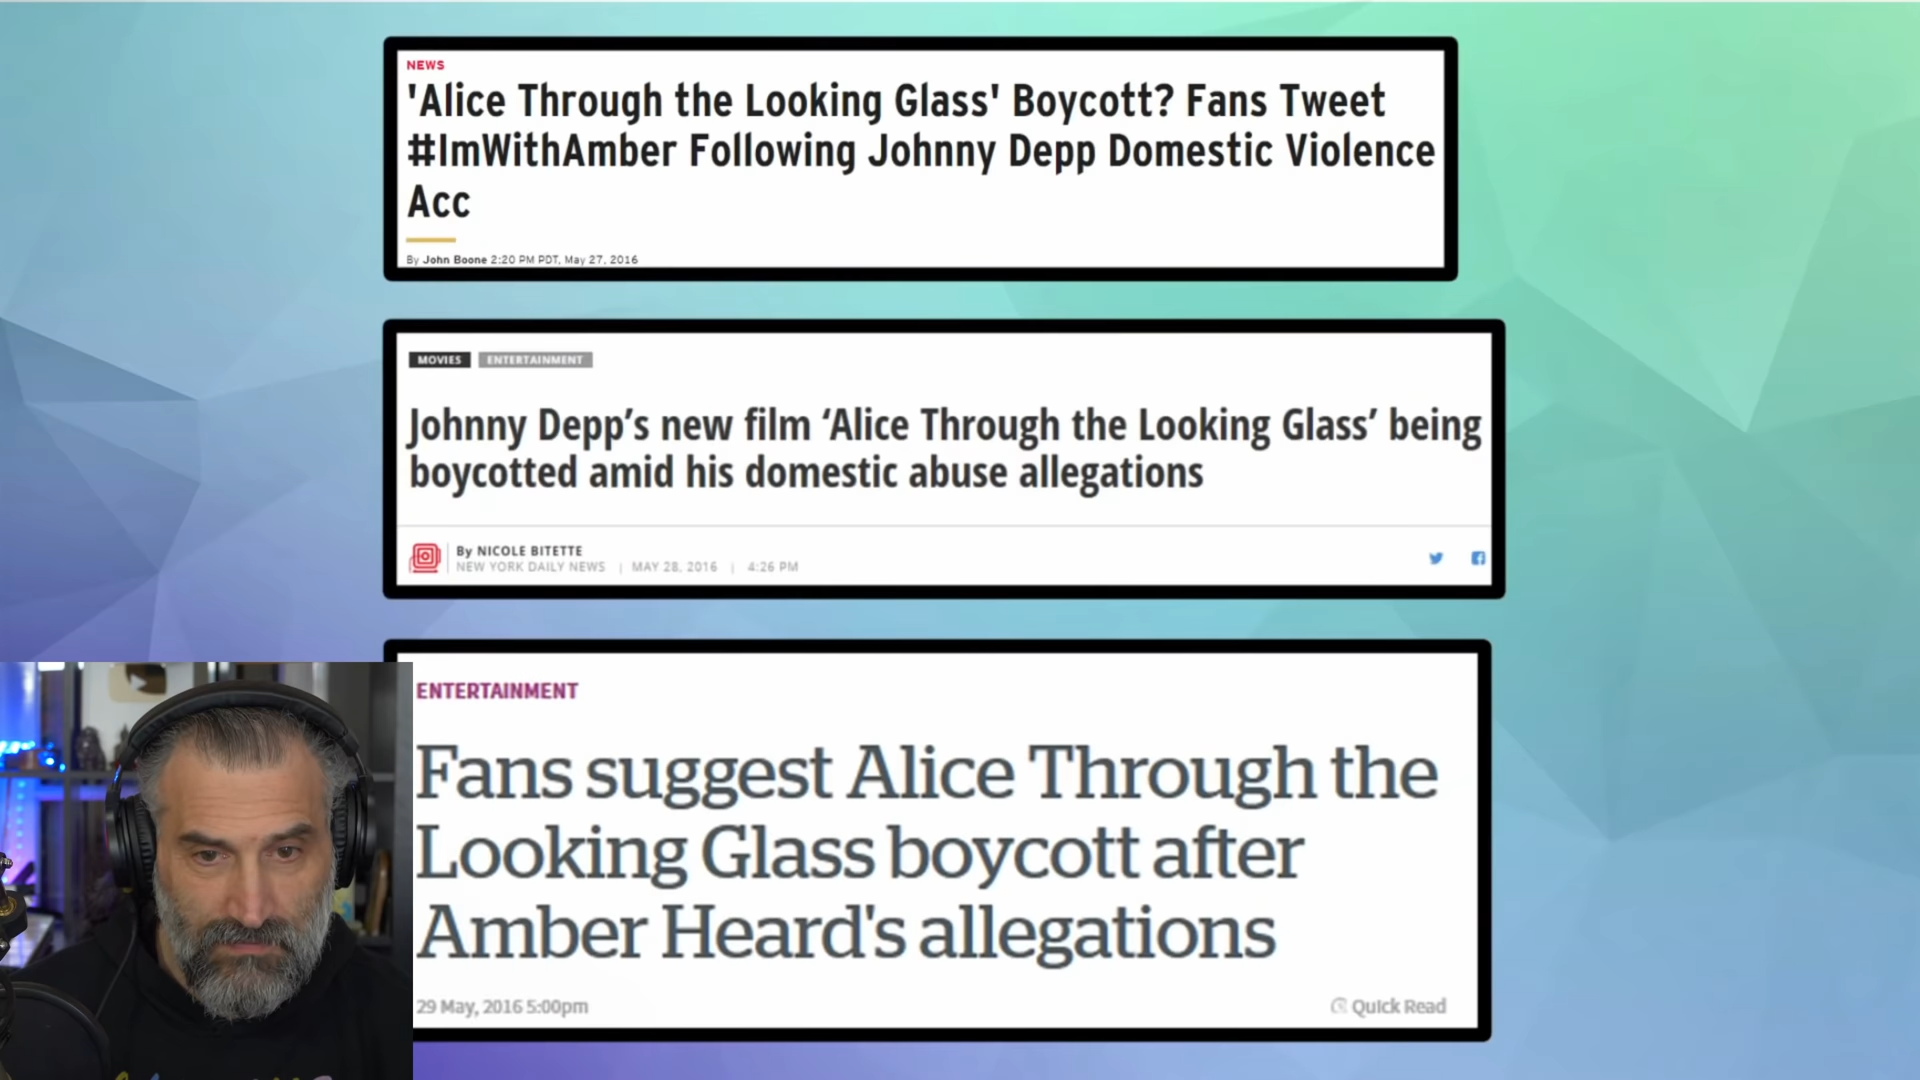 NEWS
'Alice Through the Looking Glass' Boycott? Fans Tweet
#ImWithAmber Following Johnny Depp Domestic Violence
Acc
By John Boone 2:20 PM PDT, May 27, 2016
MOVIES ENTERTAINMENT
Johnny Depp’s new film ‘Alice Through the Looking Glass’ being
boycotted amid his domestic abuse allegations
By NICOLE BITETTE
NEW YORK DAILY NEWS | MAY 28, 2016 | 4:26 PM
ENTERTAINMENT
Fans suggest Alice Through the
Looking Glass boycott after
Amber Heard's allegations
29 May, 2016 5:00pm
Quick Read